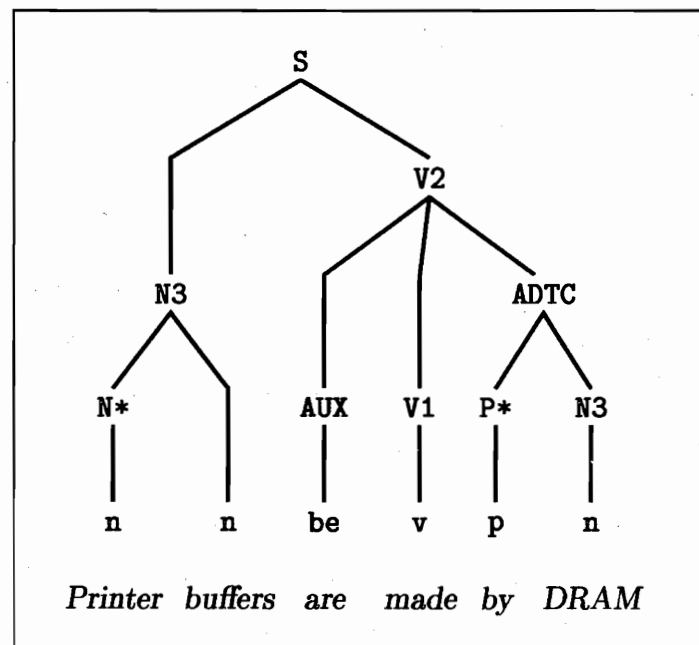 S
V2
N3 ADTC
N* AUX V1 P* N3
n n be v p n
Printer buffers are made by DRAM